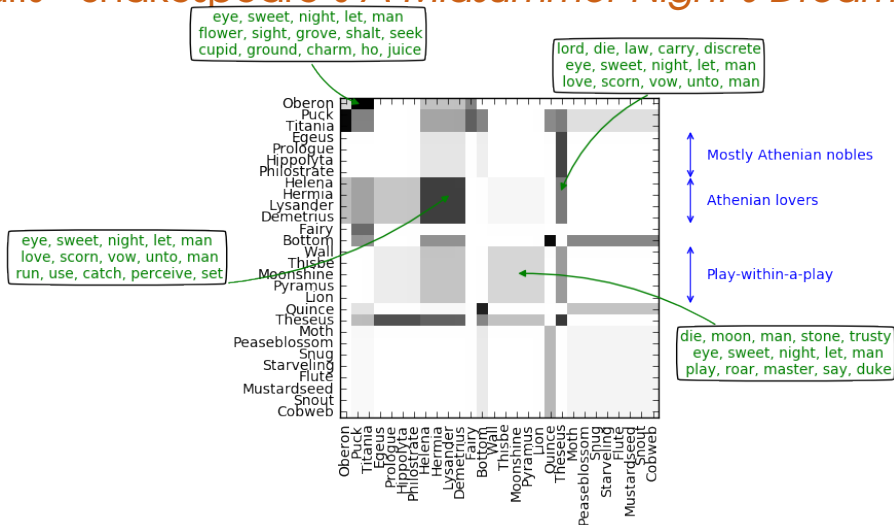 Shakespeare's A Midsummer Night's Dream
eye, sweet, night, let, man
flower, sight, grove, shalt, seek
cupid, ground, charm, ho, juice
lord, die, law, carry, discrete
eye, sweet, night, let, man
love, scorn, vow, unto, man
Oberon
Puck
Titania
Egeus
Prologue
Hippolyta
Philostrate
Helena
Hermia
Lysander
Demetrius
Fairy
Bottom
Wall
Thisbe
Moonshine
Pyramus
Lion
Quince
Theseus
Moth
Peaseblossom
Snug
Starveling
Flute
Mustardseed
Snout
Cobweb
Mostly Athenian nobles
Athenian lovers
Play-within-a-play
eye, sweet, night, let, man
love, scorn, vow, unto, man
run, use, catch, perceive, set
die, moon, man, stone, trusty
eye, sweet, night, let, man
play, roar, master, say, duke
Oberon
Puck
Titania
Egeus
Prologue
Hippolyta
Philostrate
Helena
Hermia
Lysander
Demetrius
Fairy
Bottom
Wall
Thisbe
Moonshine
Pyramus
Lion
Quince
Theseus
Moth
Peaseblossom
Snug
Starveling
Flute
Mustardseed
Snout
Cobweb